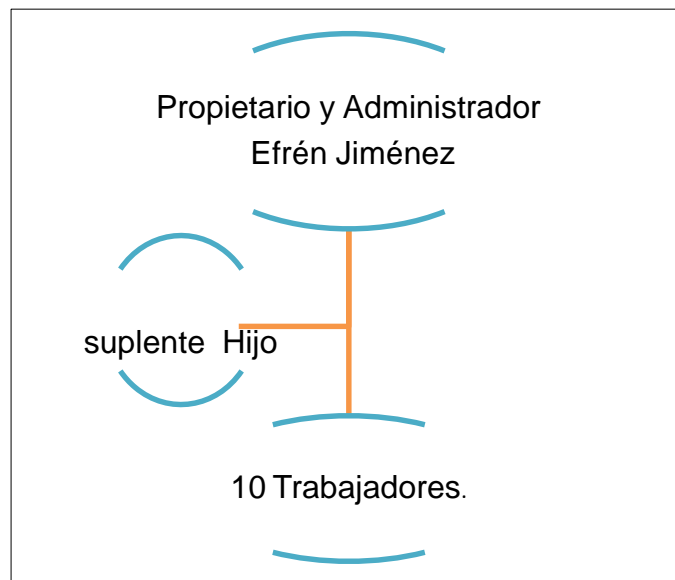 Propietario y Administrador
Efrén Jiménez
suplente Hijo
10 Trabajadores.